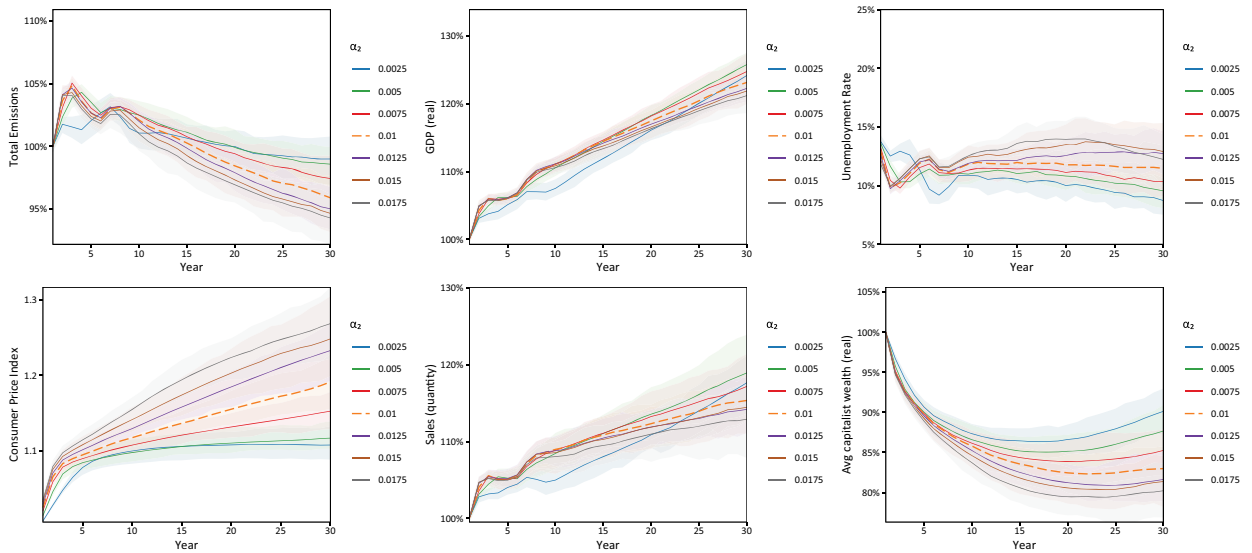 110%
105%
100%
95%
Total Emissions
5 10 15 20 25 30
Year
α₂
0.0025
0.005
0.0075
0.01
0.0125
0.015
0.0175
130%
120%
110%
100%
GDP (real)
5 10 15 20 25 30
Year
α₂
0.0025
0.005
0.0075
0.01
0.0125
0.015
0.0175
25%
20%
15%
10%
5%
Unemployment Rate
5 10 15 20 25 30
Year
α₂
0.0025
0.005
0.0075
0.01
0.0125
0.015
0.0175
1.3
1.2
1.1
Consumer Price Index
5 10 15 20 25 30
Year
α₂
0.0025
0.005
0.0075
0.01
0.0125
0.015
0.0175
130%
120%
110%
100%
Sales (quantity)
5 10 15 20 25 30
Year
α₂
0.0025
0.005
0.0075
0.01
0.0125
0.015
0.0175
105%
100%
95%
90%
85%
80%
Avg capitalist wealth (real)
5 10 15 20 25 30
Year
α₂
0.0025
0.005
0.0075
0.01
0.0125
0.015
0.0175